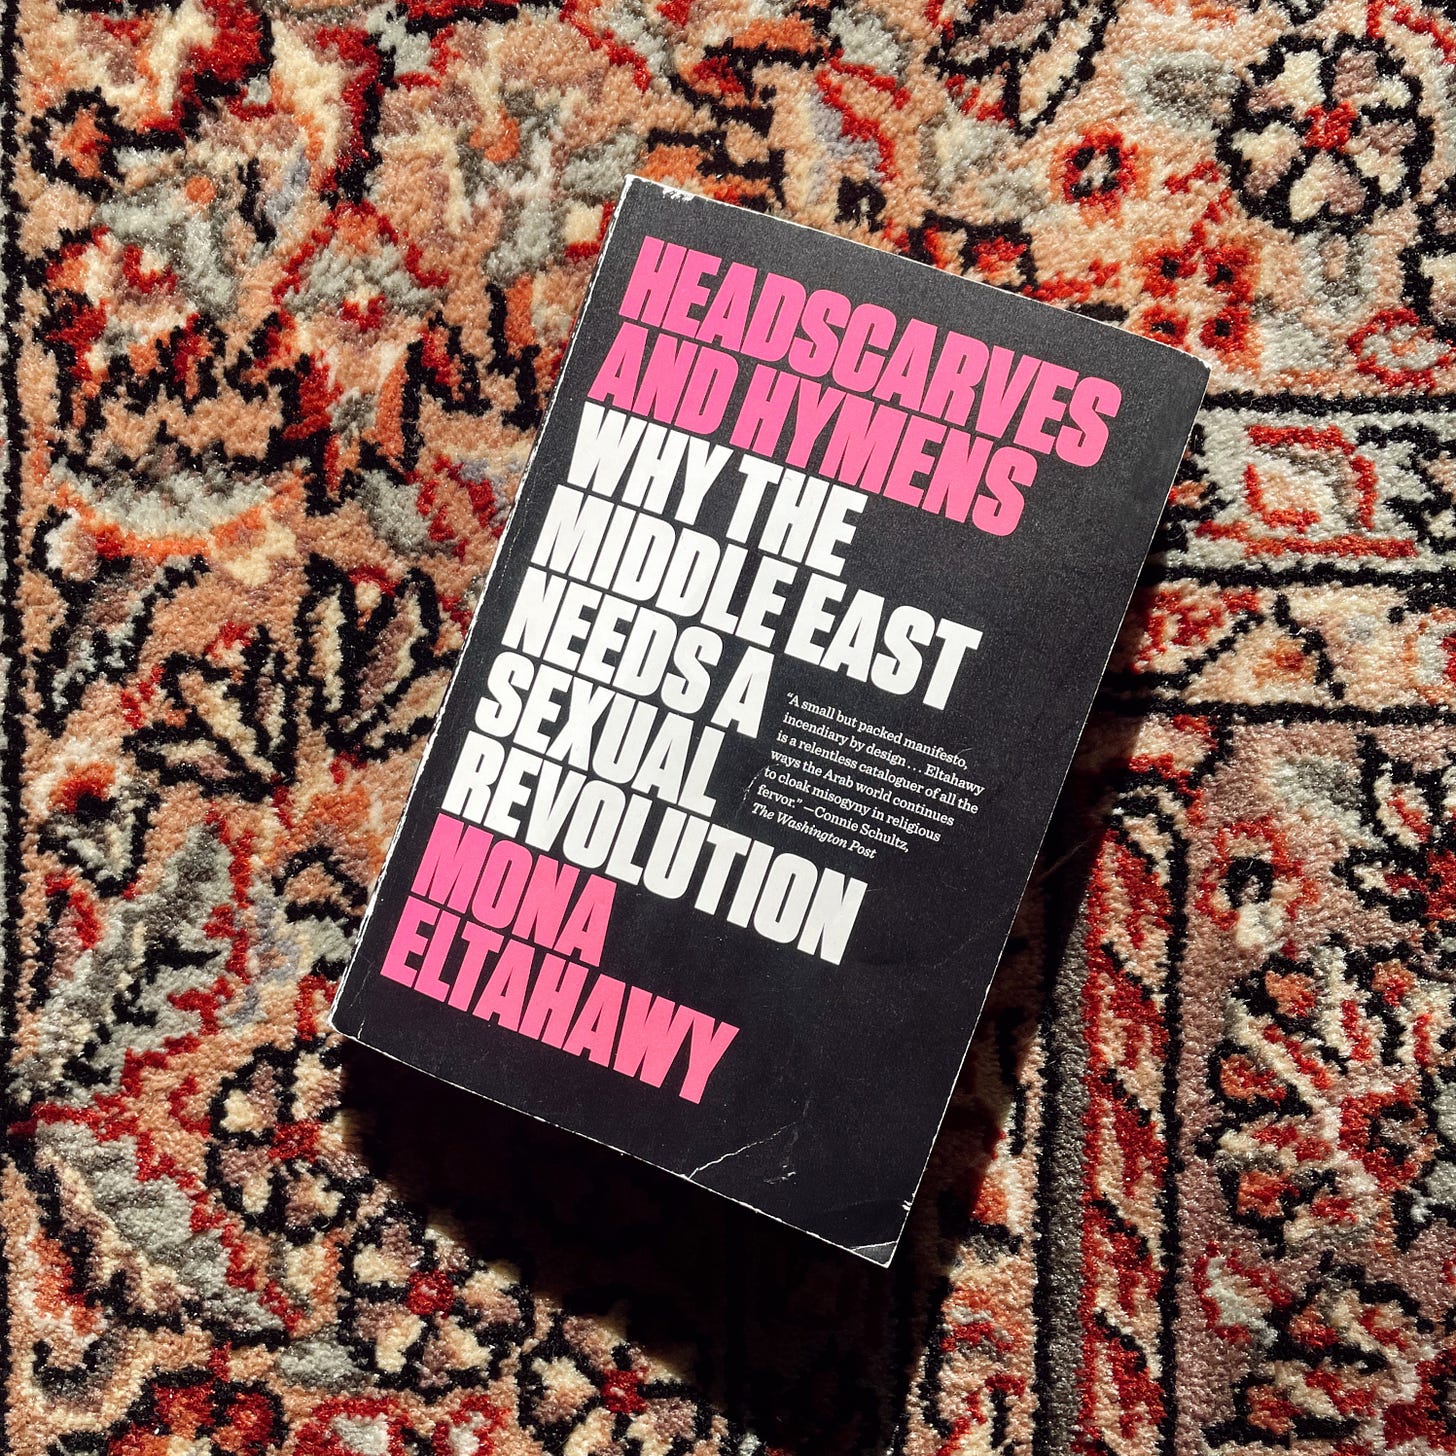 HEADSCARVES
AND HYMENS
WHY THE
MIDDLE EAST
NEEDS A
SEXUAL
REVOLUTION
“A small but packed manifesto,
incendiary by design . . . Eltahawy
is a relentless cataloguer of all the
ways the Arab world continues
to cloak misogyny in religious
fervor.” —Connie Schultz,
The Washington Post
MONA
ELTAHAWY